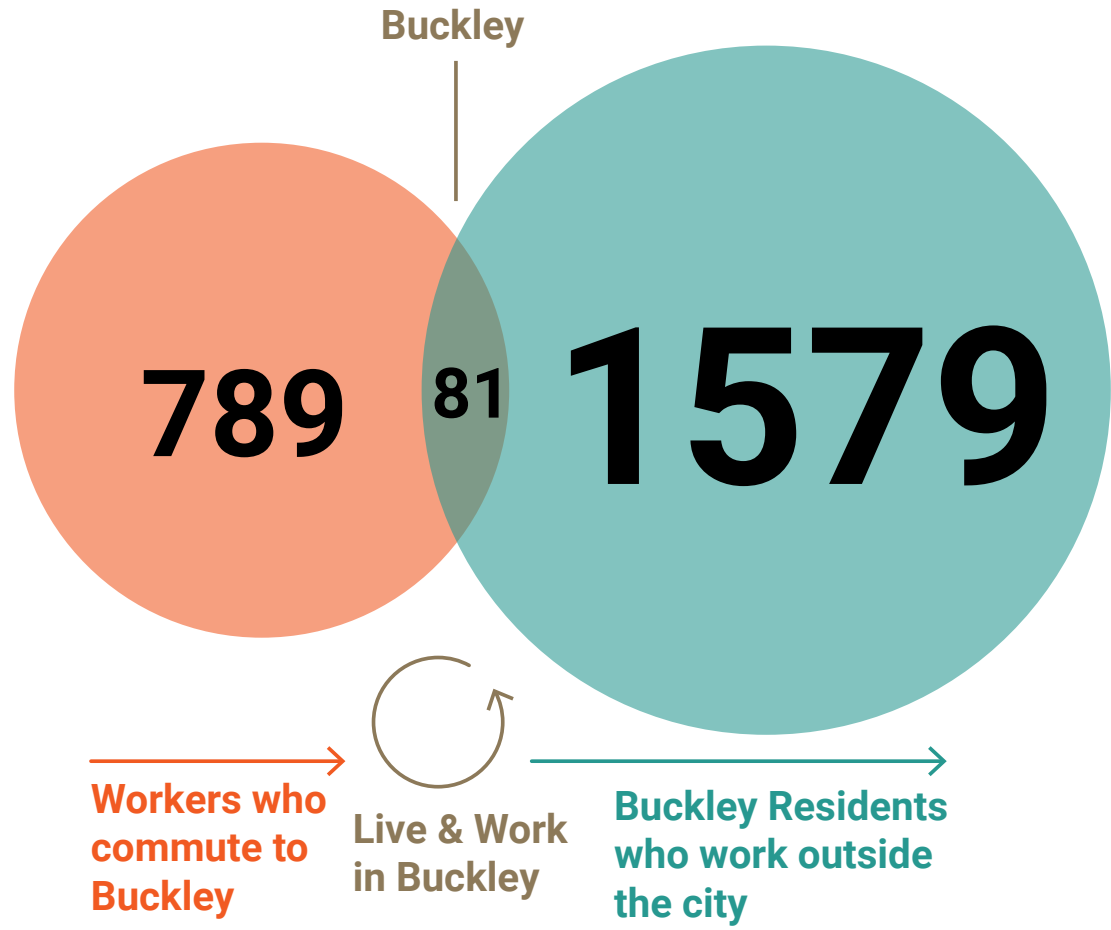 Buckley
789
81
1579
Workers who
commute to
Buckley
Live & Work
in Buckley
Buckley Residents
who work outside
the city